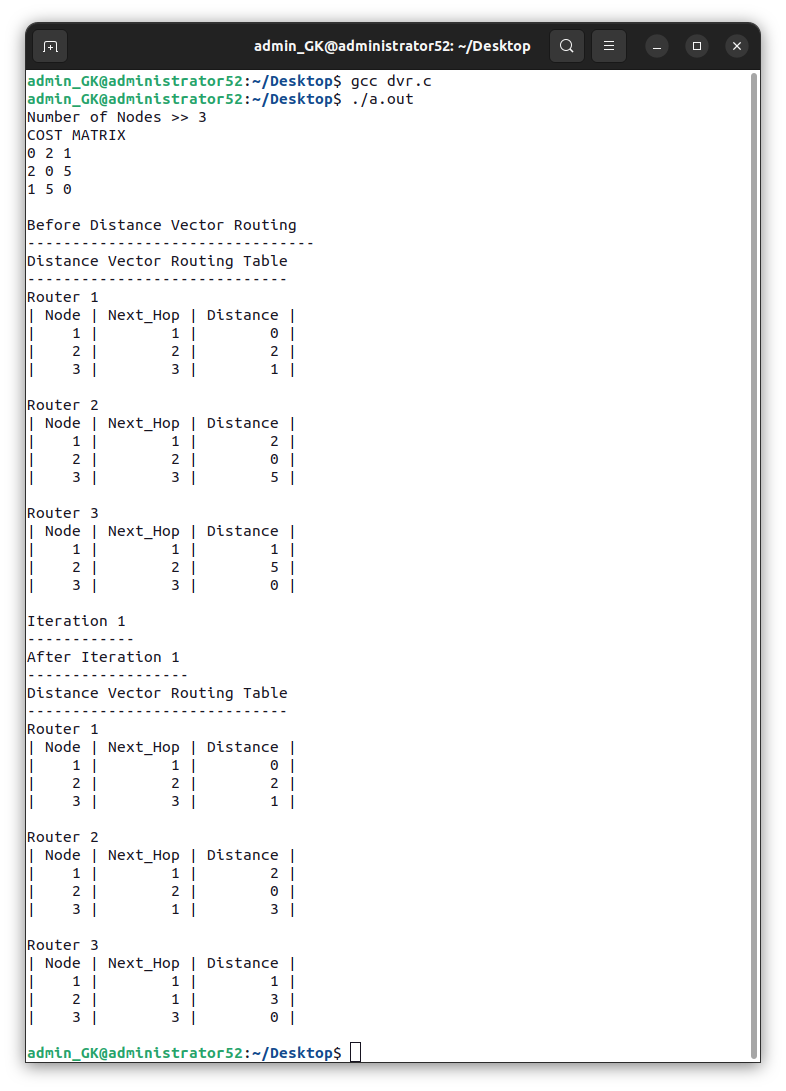 admin_GK@administrator52: ~/Desktop
admin_GK@administrator52:~/Desktop$ gcc dvr.c
admin_GK@administrator52:~/Desktop$ ./a.out
Number of Nodes >> 3
COST MATRIX
0 2 1
2 0 5
1 5 0
Before Distance Vector Routing
--------------------------------
Distance Vector Routing Table
-----------------------------
Router 1
| Node | Next_Hop | Distance |
|    1 |        1 |        0 |
|    2 |        2 |        2 |
|    3 |        3 |        1 |
Router 2
| Node | Next_Hop | Distance |
|    1 |        1 |        2 |
|    2 |        2 |        0 |
|    3 |        3 |        5 |
Router 3
| Node | Next_Hop | Distance |
|    1 |        1 |        1 |
|    2 |        2 |        5 |
|    3 |        3 |        0 |
Iteration 1
------------
After Iteration 1
------------------
Distance Vector Routing Table
-----------------------------
Router 1
| Node | Next_Hop | Distance |
|    1 |        1 |        0 |
|    2 |        2 |        2 |
|    3 |        3 |        1 |
Router 2
| Node | Next_Hop | Distance |
|    1 |        1 |        2 |
|    2 |        2 |        0 |
|    3 |        1 |        3 |
Router 3
| Node | Next_Hop | Distance |
|    1 |        1 |        1 |
|    2 |        1 |        3 |
|    3 |        3 |        0 |
admin_GK@administrator52:~/Desktop$